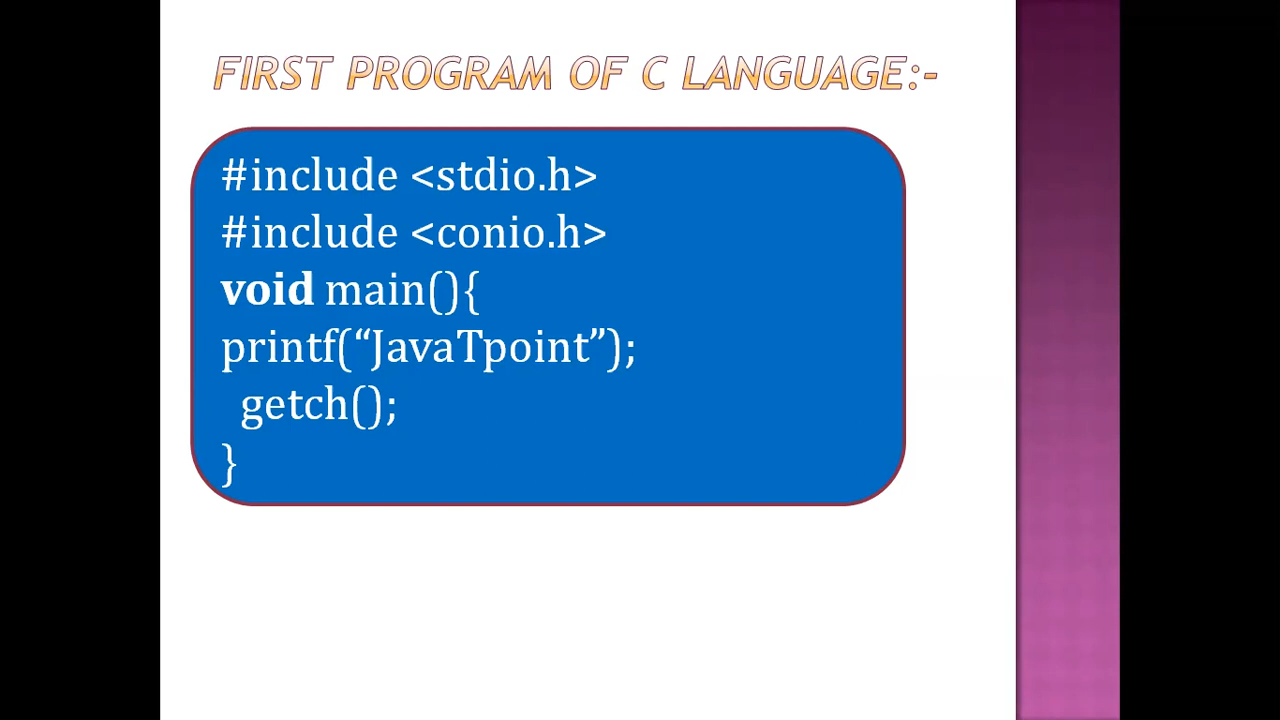 FIRST PROGRAM OF C LANGUAGE:-
#include <stdio.h>
#include <conio.h>
void main(){
printf(“JavaTpoint”);
getch();
}